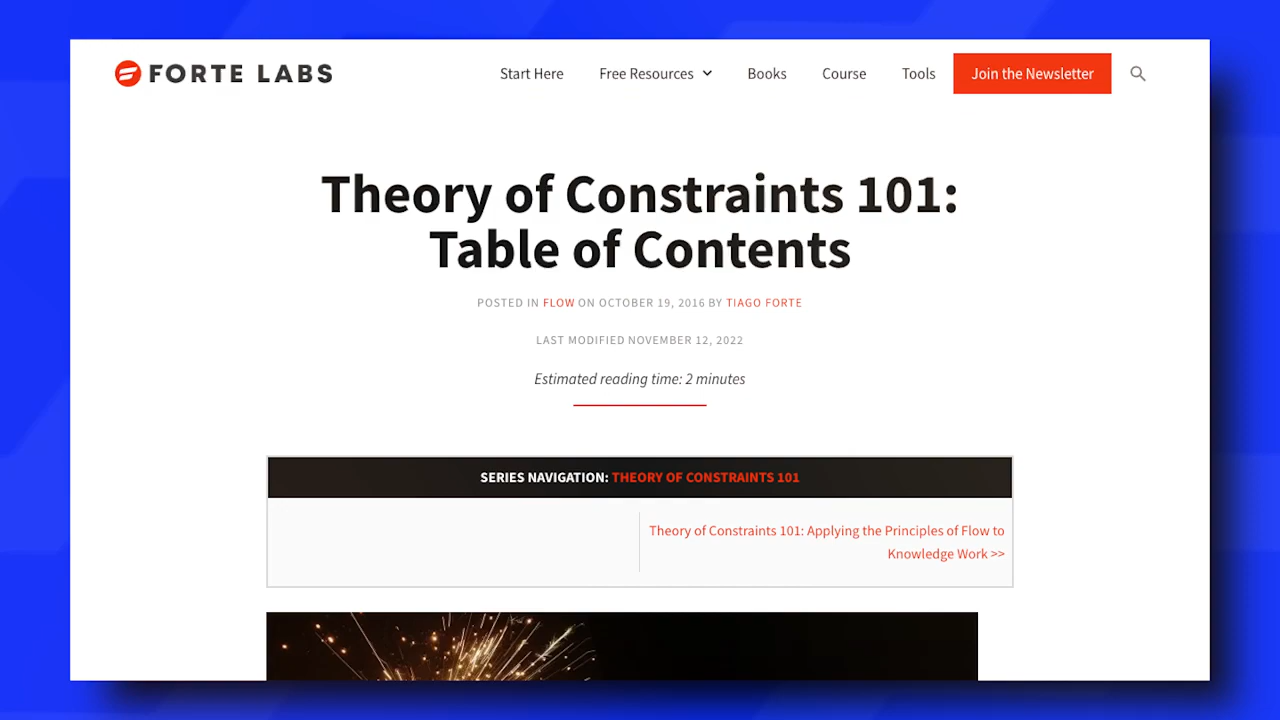 FORTE LABS
Start Here
Free Resources
Books
Course
Tools
Join the Newsletter
Theory of Constraints 101:
Table of Contents
POSTED IN FLOW ON OCTOBER 19, 2016 BY TIAGO FORTE
LAST MODIFIED NOVEMBER 12, 2022
Estimated reading time: 2 minutes
SERIES NAVIGATION: THEORY OF CONSTRAINTS 101
Theory of Constraints 101: Applying the Principles of Flow to
Knowledge Work >>